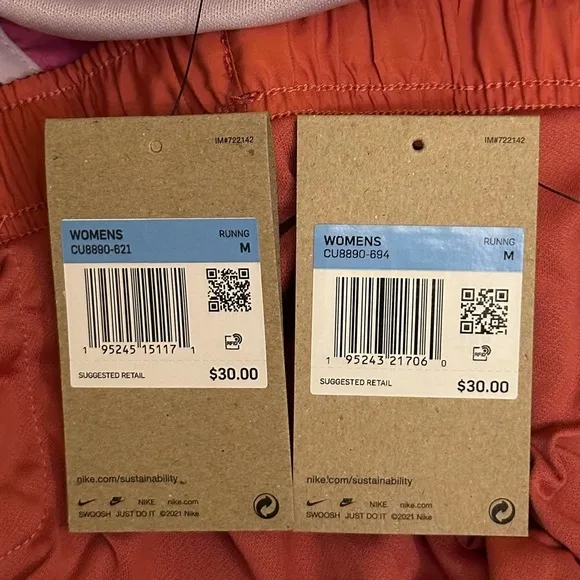 IM#722142
WOMENS RUNNG
CU8890-621 M
1 95245 15117 1
RFID
SUGGESTED RETAIL $30.00
nike.com/sustainability
NIKE nike.com
SWOOSH JUST DO IT ©2021 Nike
IM#722142
WOMENS RUNNG
CU8890-694 M
1 95243 21706 0
RFID
SUGGESTED RETAIL $30.00
nike.com/sustainability
NIKE nike.com
SWOOSH JUST DO IT ©2021 Nike